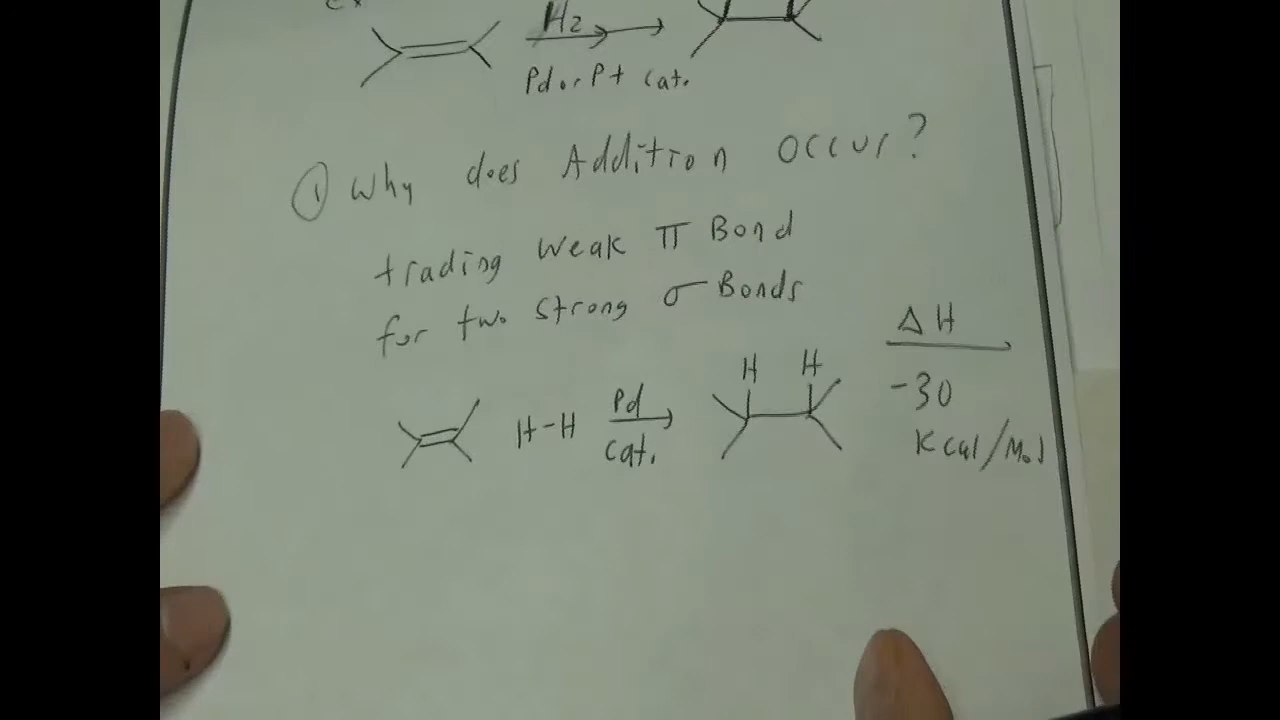 Ex
H2
Pd or Pt cat.
① Why does Addition Occur?
trading weak π Bond
for two strong σ Bonds
ΔH
H H
-30
Pd
H-H
cat.
Kcal/Mol